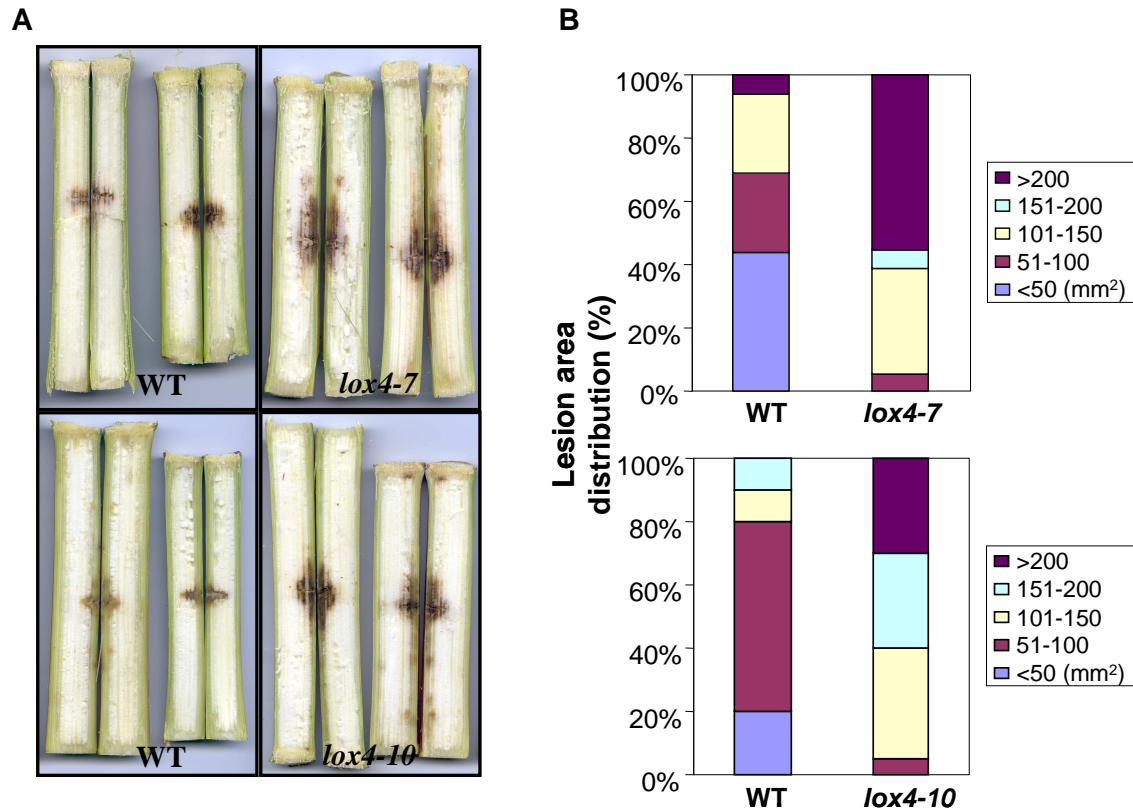 A
WT
lox4-7
WT
lox4-10
B
Lesion area
distribution (%)
100%
80%
60%
40%
20%
0%
WT
lox4-7
>200
151-200
101-150
51-100
<50 (mm²)
100%
80%
60%
40%
20%
0%
WT
lox4-10
>200
151-200
101-150
51-100
<50 (mm²)